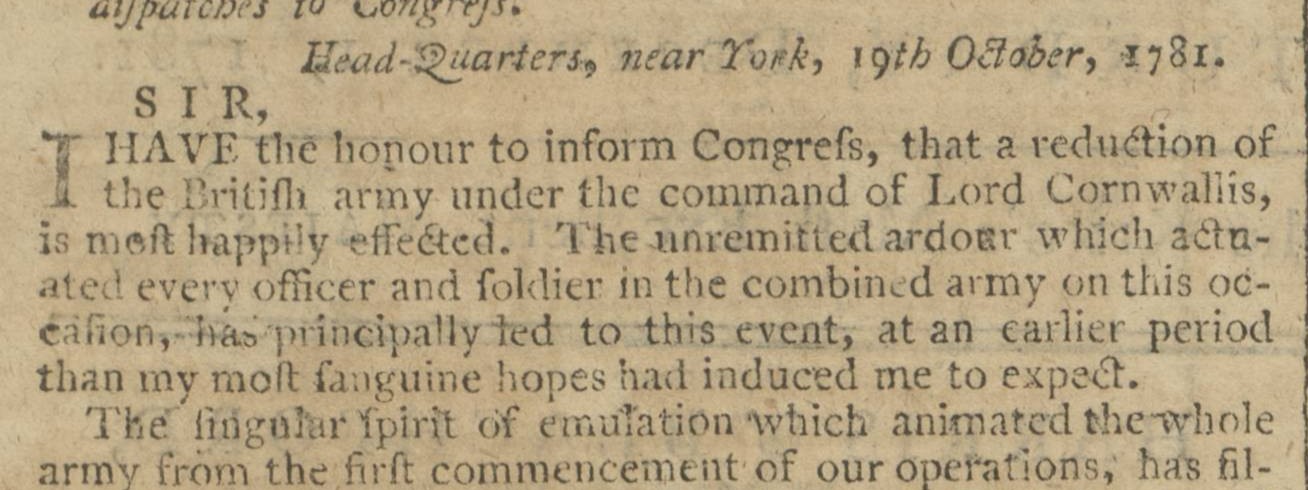 diſpatches to Congreſs.
Head-Quarters, near York, 19th October, 1781.
S I R,
I HAVE the honour to inform Congreſs, that a reduction of
the Britiſh army under the command of Lord Cornwallis,
is moſt happily effected. The unremitted ardour which actu-
ated every officer and ſoldier in the combined army on this oc-
caſion, has principally led to this event, at an earlier period
than my moſt ſanguine hopes had induced me to expect.
The ſingular ſpirit of emulation which animated the whole
army from the firſt commencement of our operations, has fil-